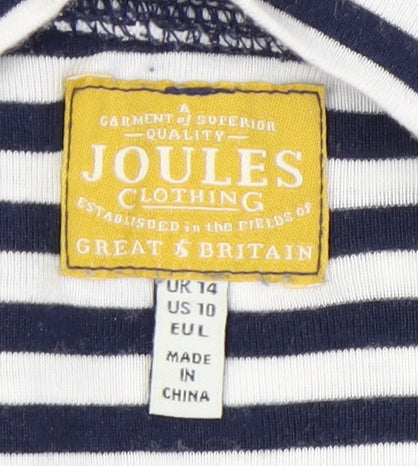 A
GARMENT of SUPERIOR
— QUALITY —
JOULES
CLOTHING
ESTABLISHED in the FIELDS of
GREAT BRITAIN
UK 14
US 10
EU L
MADE
IN
CHINA